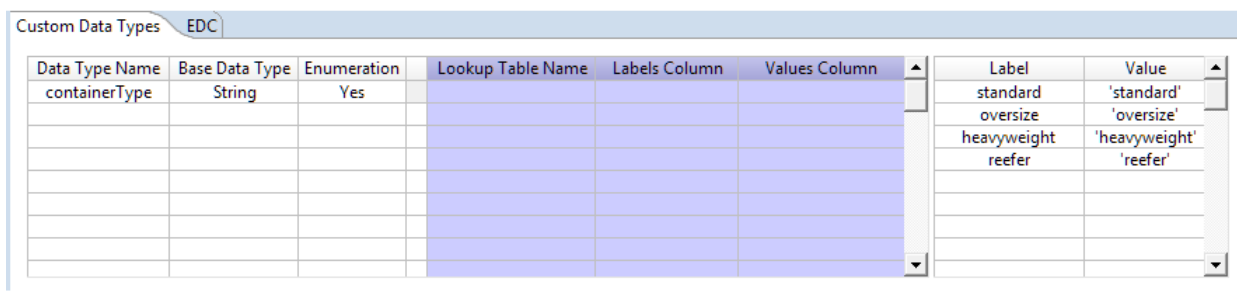 Custom Data Types EDC
Data Type Name Base Data Type Enumeration Lookup Table Name Labels Column Values Column Label Value
containerType String Yes standard 'standard'
oversize 'oversize'
heavyweight 'heavyweight'
reefer 'reefer'